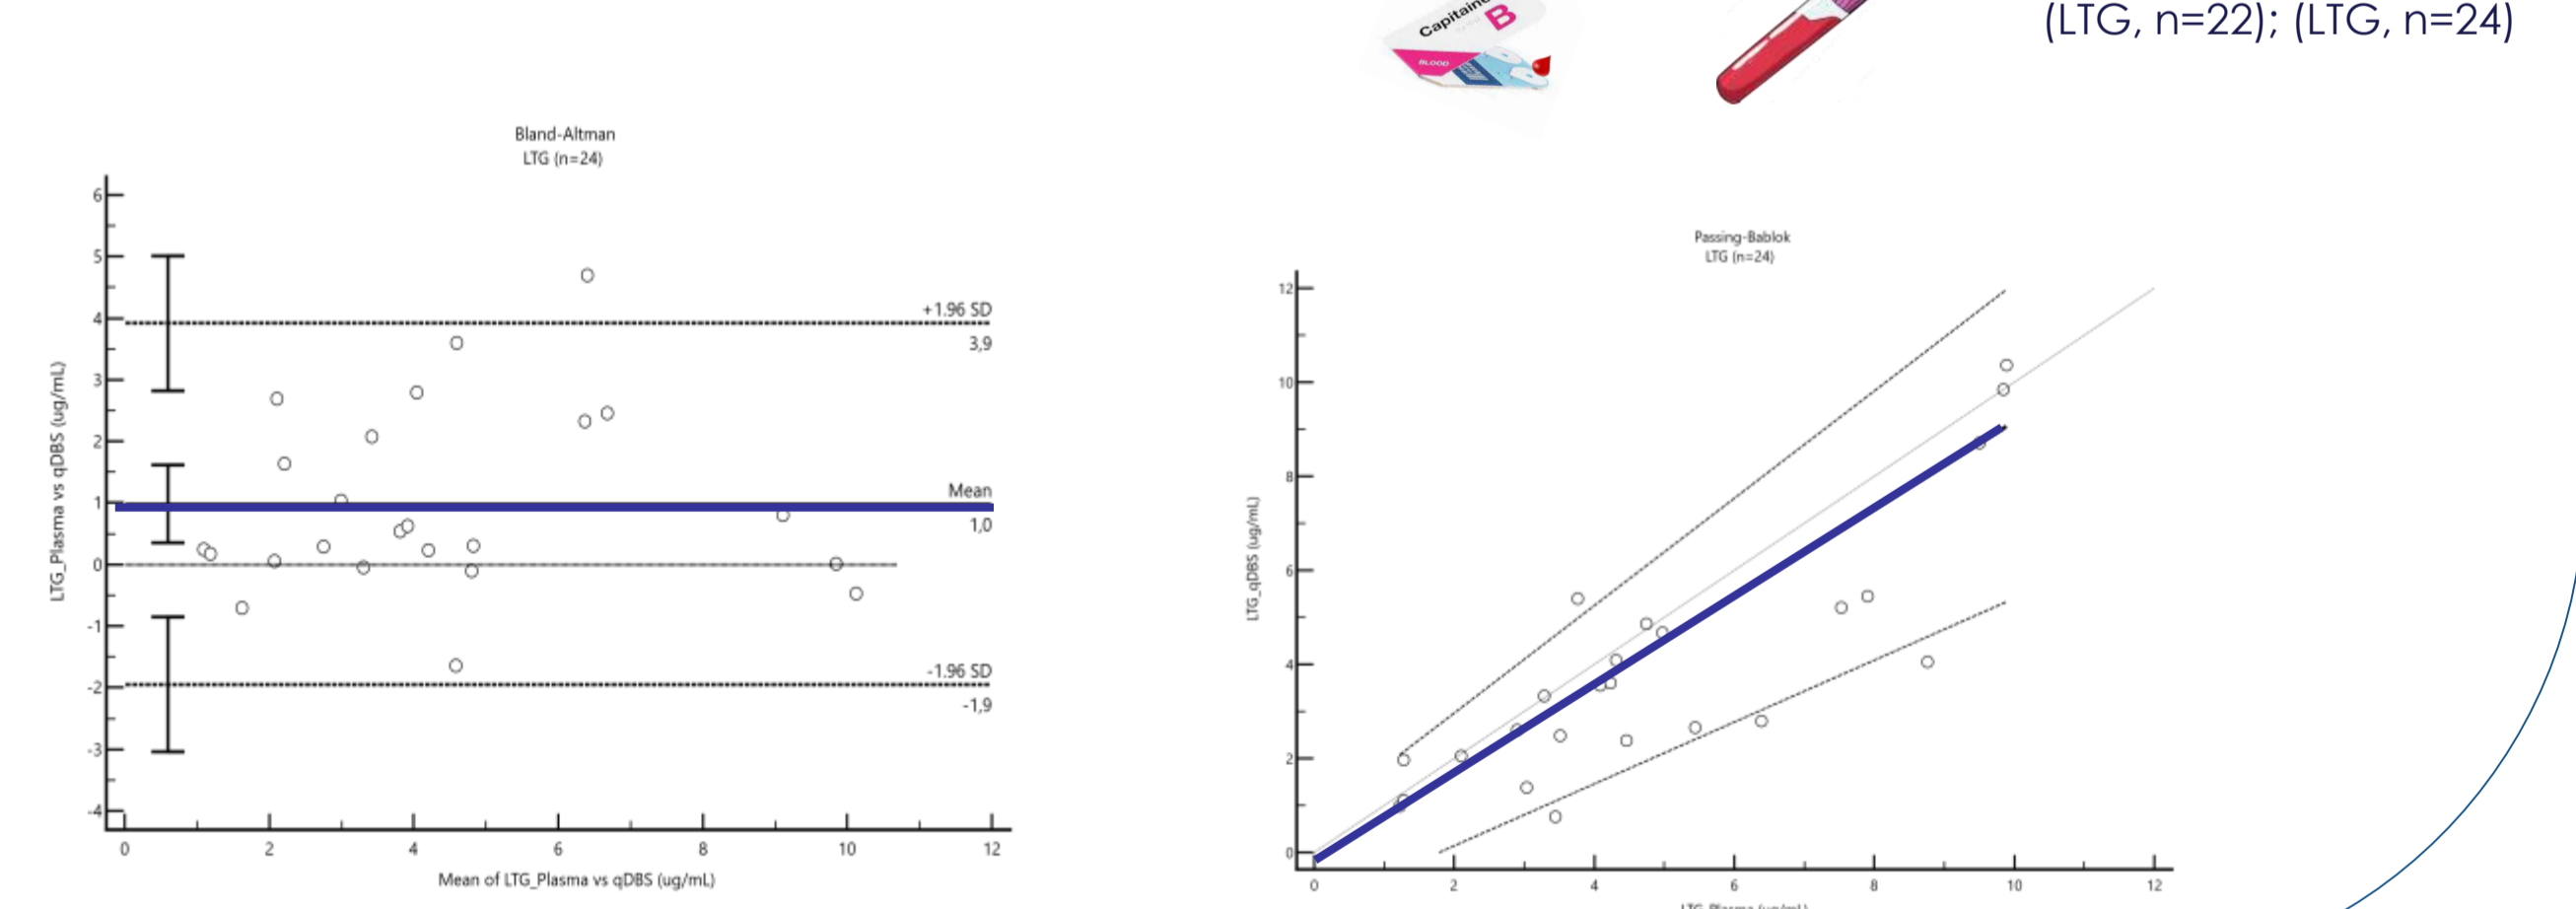 Capitaine
B
BLOOD
(LTG, n=22); (LTG, n=24)
Bland-Altman
LTG (n=24)
6
5
4
3
2
1
0
-1
-2
-3
-4
LTG_Plasma vs qDBS (ug/mL)
+1.96 SD
3,9
Mean
1,0
-1.96 SD
-1,9
0 2 4 6 8 10 12
Mean of LTG_Plasma vs qDBS (ug/mL)
Passing-Bablok
LTG (n=24)
12
10
8
6
4
2
0
LTG_qDBS (ug/mL)
0 2 4 6 8 10 12
LTG_Plasma (ug/mL)